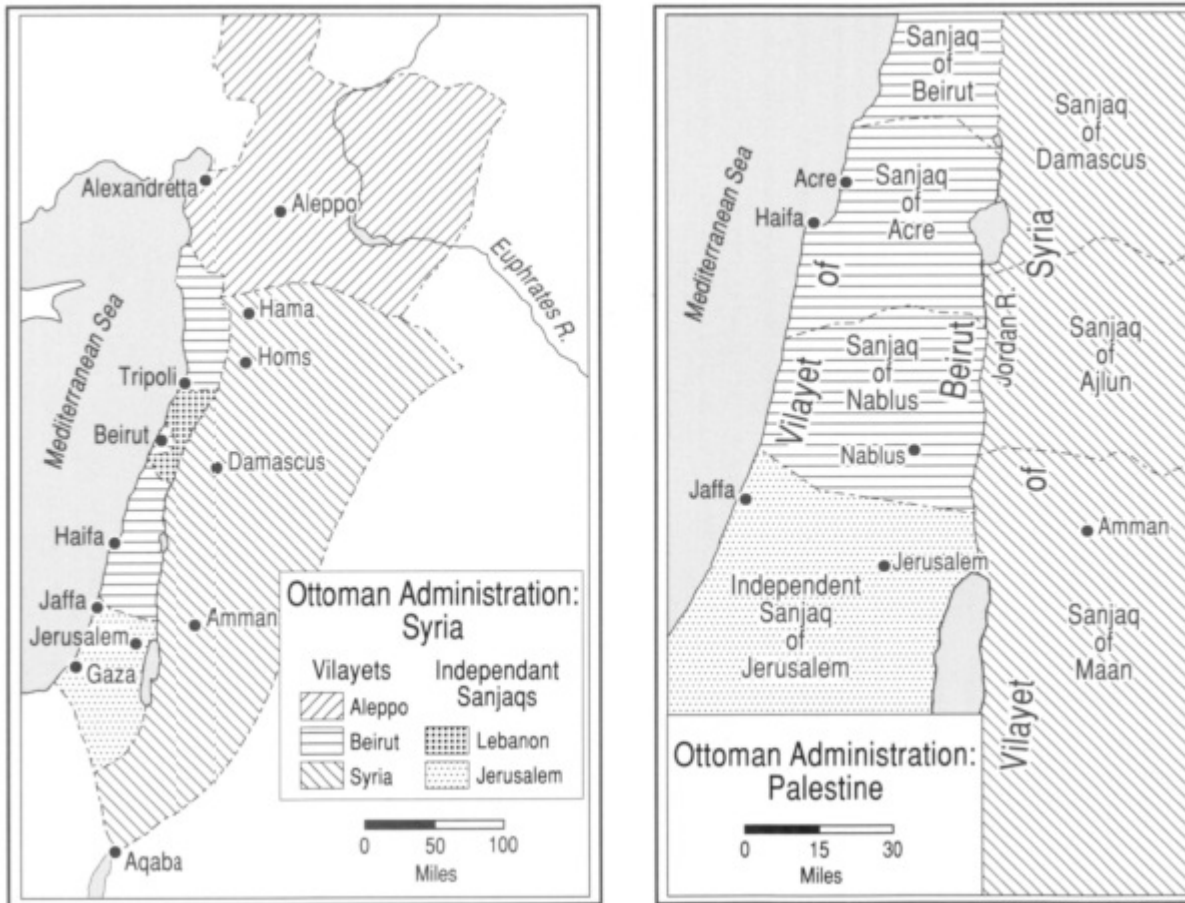 Alexandretta
Aleppo
Euphrates R.
Mediterranean Sea
Hama
Homs
Tripoli
Beirut
Damascus
Haifa
Jaffa
Jerusalem
Amman
Gaza
Aqaba
Ottoman Administration:
Syria
Vilayets
Independant
Sanjaqs
Aleppo
Beirut
Lebanon
Syria
Jerusalem
0 50 100
Miles
Sanjaq
of
Beirut
Sanjaq
of
Damascus
Mediterranean Sea
Acre
Sanjaq
of
Acre
Haifa
Vilayet of Beirut
Jordan R.
Vilayet of Syria
Sanjaq
of
Nablus
Sanjaq
of
Ajlun
Nablus
Jaffa
Amman
Jerusalem
Independent
Sanjaq
of
Jerusalem
Sanjaq
of
Maan
Ottoman Administration:
Palestine
0 15 30
Miles